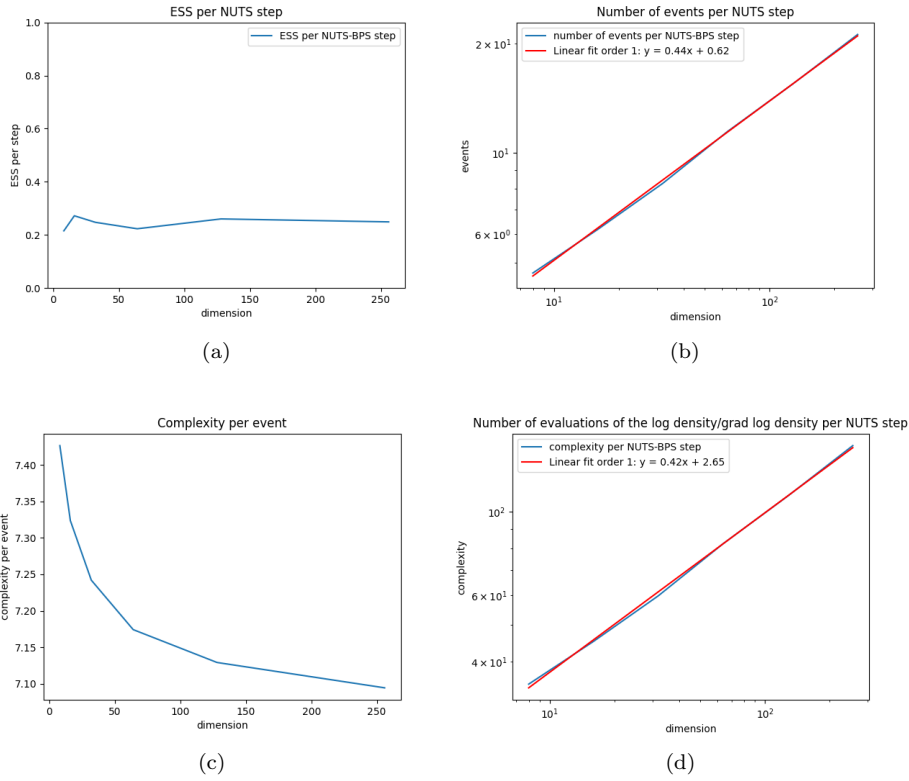 ESS per NUTS step
ESS per NUTS-BPS step
1.0
0.8
0.6
0.4
0.2
0.0
ESS per step
0 50 100 150 200 250
dimension
(a)
Number of events per NUTS step
number of events per NUTS-BPS step
Linear fit order 1: y = 0.44x + 0.62
2 × 10¹
10¹
6 × 10⁰
events
10¹ 10²
dimension
(b)
Complexity per event
7.40
7.35
7.30
7.25
7.20
7.15
7.10
complexity per event
0 50 100 150 200 250
dimension
(c)
Number of evaluations of the log density/grad log density per NUTS step
complexity per NUTS-BPS step
Linear fit order 1: y = 0.42x + 2.65
10²
6 × 10¹
4 × 10¹
complexity
10¹ 10²
dimension
(d)